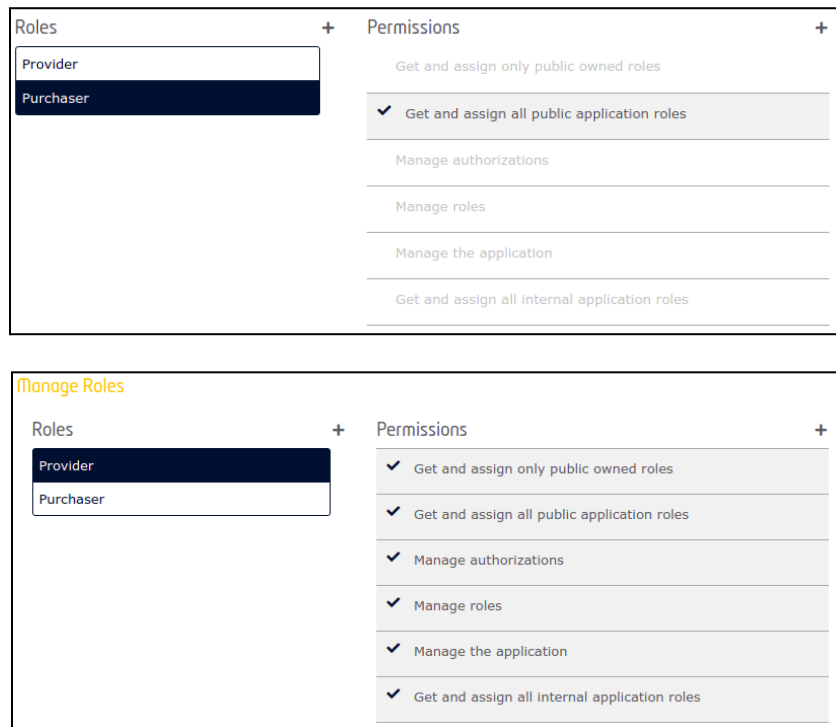 Roles + Permissions +
Provider
Purchaser
Get and assign only public owned roles
Get and assign all public application roles
Manage authorizations
Manage roles
Manage the application
Get and assign all internal application roles
Manage Roles
Roles + Permissions +
Provider
Purchaser
Get and assign only public owned roles
Get and assign all public application roles
Manage authorizations
Manage roles
Manage the application
Get and assign all internal application roles